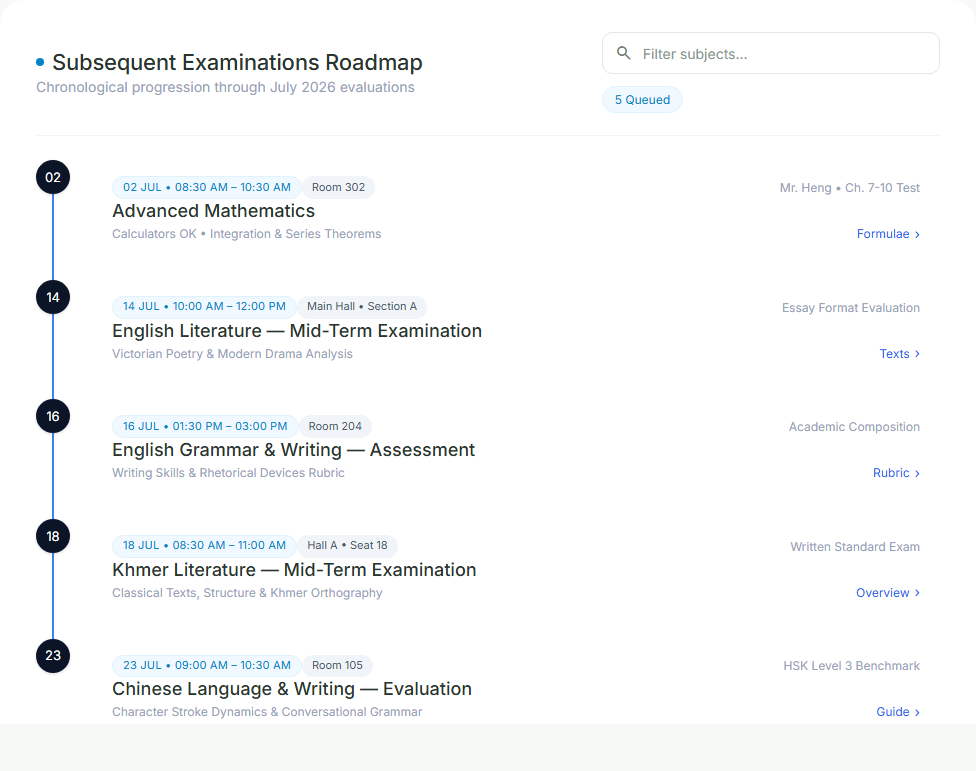 Subsequent Examinations Roadmap
Chronological progression through July 2026 evaluations
Filter subjects...
5 Queued
02
02 JUL • 08:30 AM – 10:30 AM Room 302
Mr. Heng • Ch. 7-10 Test
Advanced Mathematics
Calculators OK • Integration & Series Theorems
Formulae ›
14
14 JUL • 10:00 AM – 12:00 PM Main Hall • Section A
Essay Format Evaluation
English Literature — Mid-Term Examination
Victorian Poetry & Modern Drama Analysis
Texts ›
16
16 JUL • 01:30 PM – 03:00 PM Room 204
Academic Composition
English Grammar & Writing — Assessment
Writing Skills & Rhetorical Devices Rubric
Rubric ›
18
18 JUL • 08:30 AM – 11:00 AM Hall A • Seat 18
Written Standard Exam
Khmer Literature — Mid-Term Examination
Classical Texts, Structure & Khmer Orthography
Overview ›
23
23 JUL • 09:00 AM – 10:30 AM Room 105
HSK Level 3 Benchmark
Chinese Language & Writing — Evaluation
Character Stroke Dynamics & Conversational Grammar
Guide ›